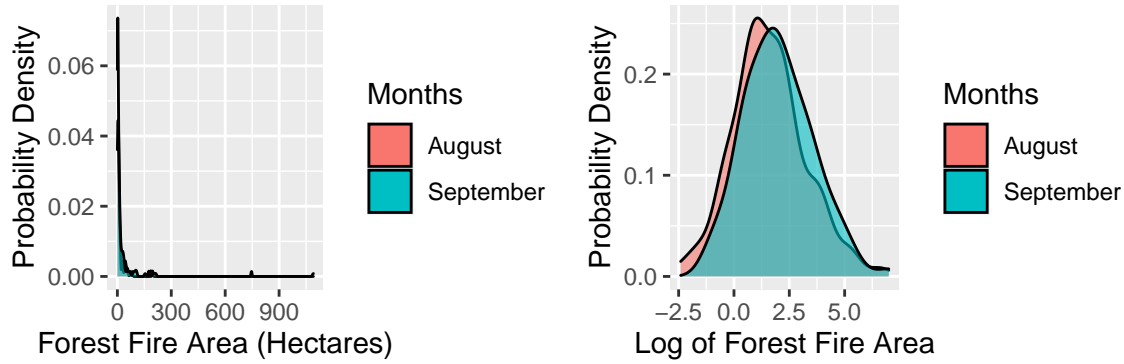 Probability Density
0.06
0.04
0.02
0.00
0 300 600 900
Forest Fire Area (Hectares)
Months
August
September
Probability Density
0.2
0.1
0.0
−2.5 0.0 2.5 5.0
Log of Forest Fire Area
Months
August
September